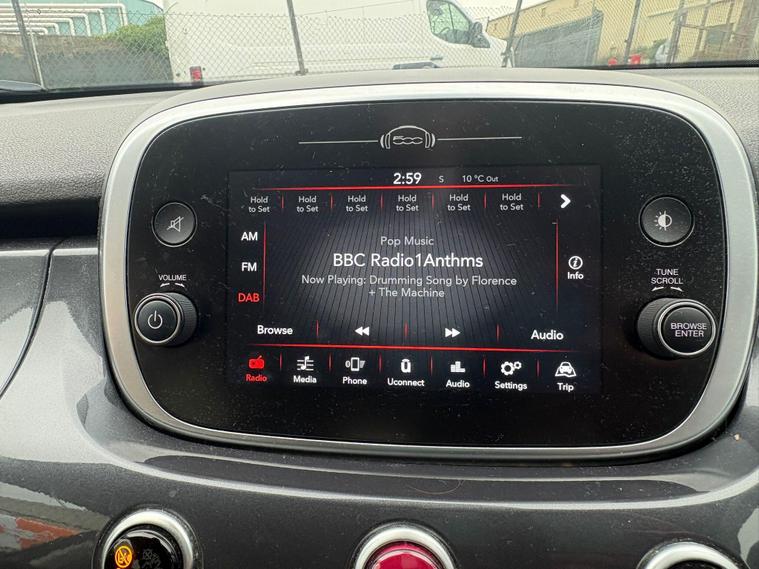 500
2:59 S 10 °C Out
Hold to Set Hold to Set Hold to Set Hold to Set Hold to Set Hold to Set
AM
FM
DAB
Pop Music
BBC Radio1Anthms
Now Playing: Drumming Song by Florence
+ The Machine
Info
Browse Audio
Radio Media Phone Uconnect Audio Settings Trip
VOLUME
TUNE
SCROLL
BROWSE
ENTER